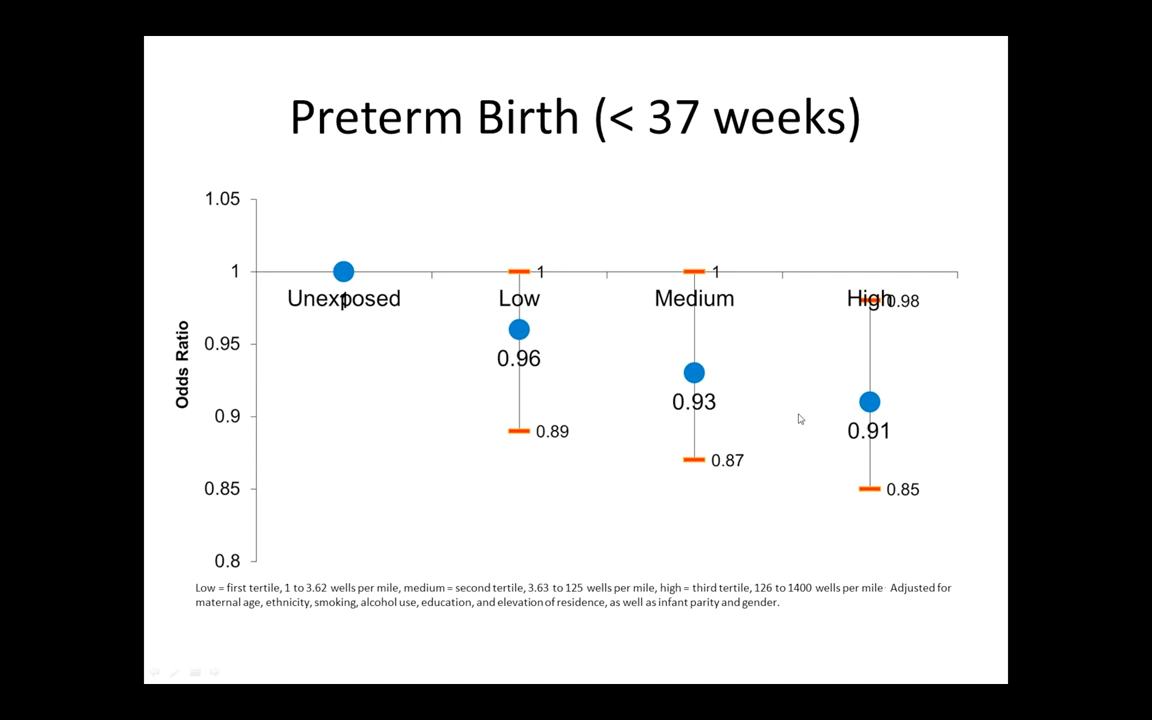 Preterm Birth (< 37 weeks)
1.05
1
1
1
Unexposed
1
Low
Medium
High
0.98
0.95
0.96
0.93
0.91
0.9
0.89
0.87
0.85
0.85
0.8
Odds Ratio
Low = first tertile, 1 to 3.62 wells per mile, medium = second tertile, 3.63 to 125 wells per mile, high = third tertile, 126 to 1400 wells per mile Adjusted for
maternal age, ethnicity, smoking, alcohol use, education, and elevation of residence, as well as infant parity and gender.